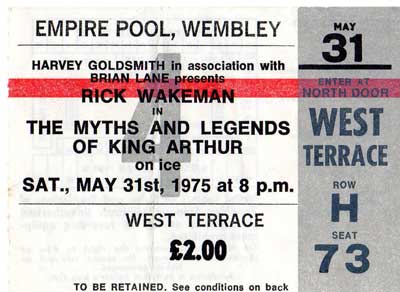 EMPIRE POOL, WEMBLEY
HARVEY GOLDSMITH in association with
BRIAN LANE presents
RICK WAKEMAN
IN
THE MYTHS AND LEGENDS
OF KING ARTHUR
on ice
SAT., MAY 31st, 1975 at 8 p.m.
WEST TERRACE
£2.00
TO BE RETAINED. See conditions on back
4
MAY
31
ENTER AT
NORTH DOOR
WEST
TERRACE
ROW
H
SEAT
73